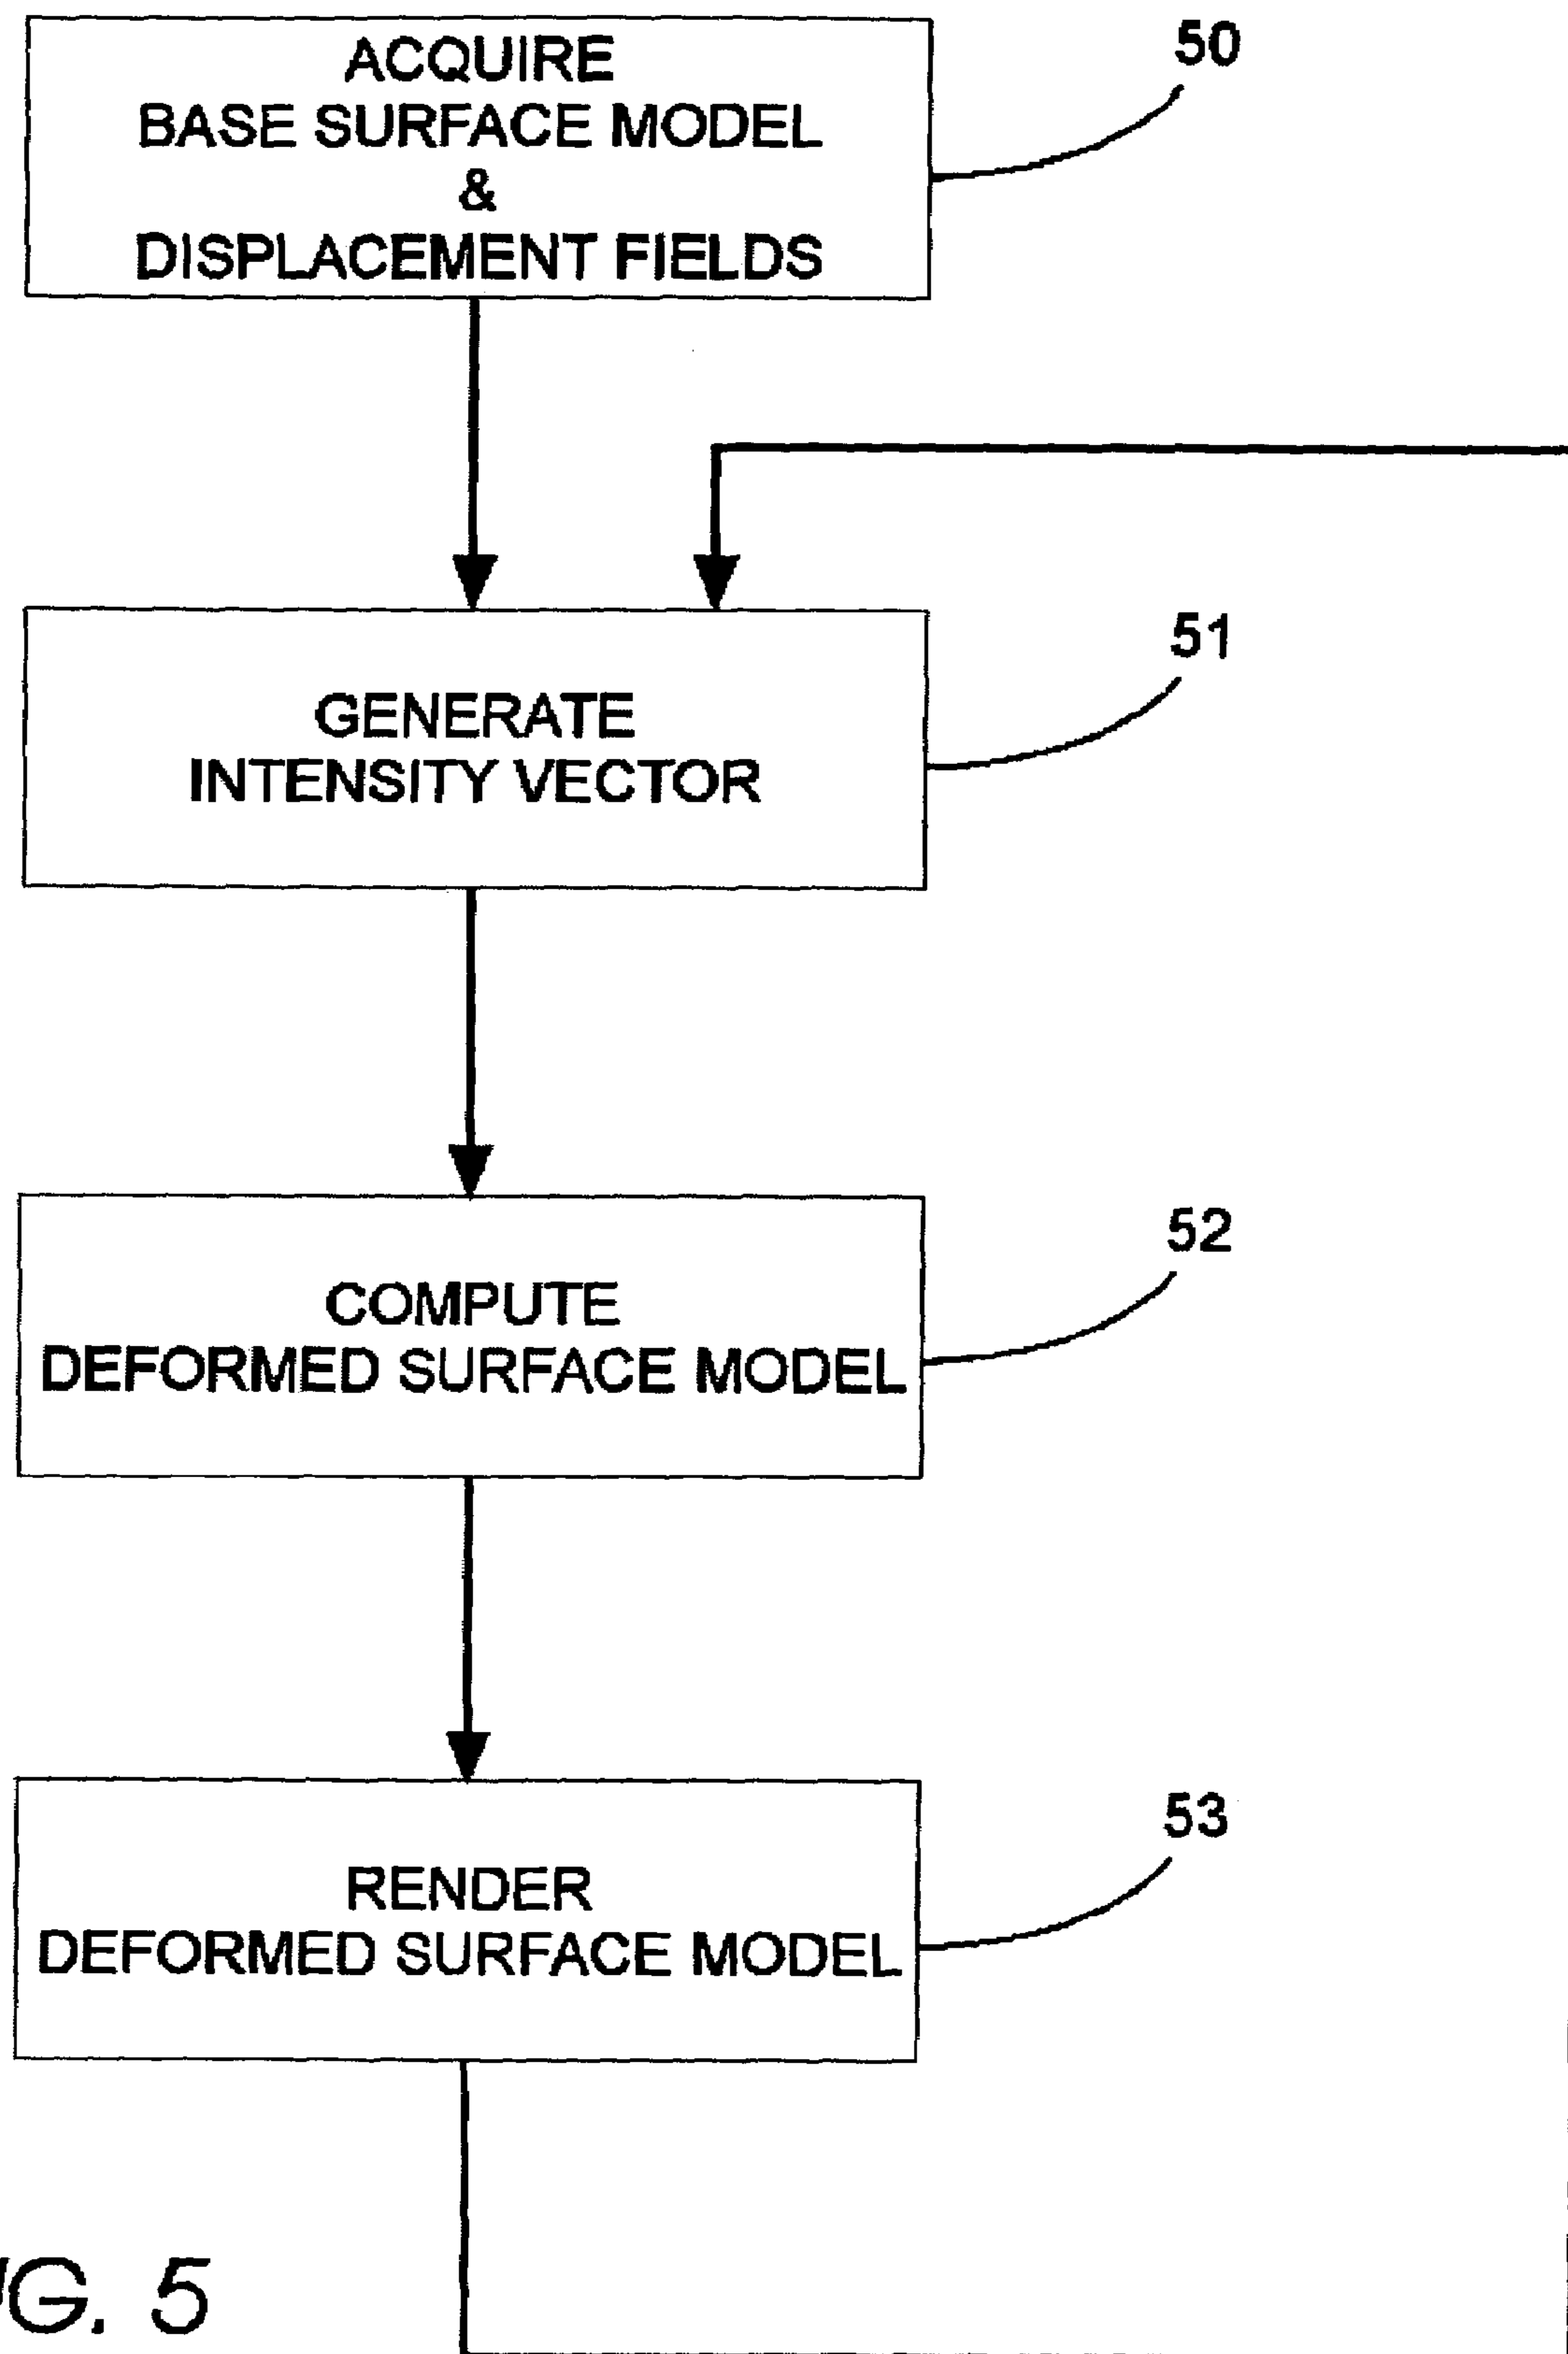 ACQUIRE
BASE SURFACE MODEL
&
DISPLACEMENT FIELDS
50
GENERATE
INTENSITY VECTOR
51
COMPUTE
DEFORMED SURFACE MODEL
52
RENDER
DEFORMED SURFACE MODEL
53
G. 5